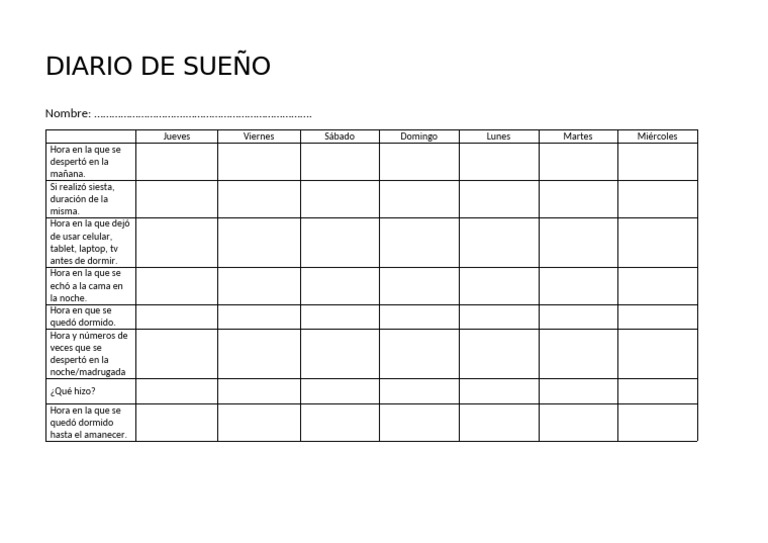 DIARIO DE SUEÑO
Nombre: ……………………………………………………………….
Jueves Viernes Sábado Domingo Lunes Martes Miércoles
Hora en la que se
despertó en la
mañana.
Si realizó siesta,
duración de la
misma.
Hora en la que dejó
de usar celular,
tablet, laptop, tv
antes de dormir.
Hora en la que se
echó a la cama en
la noche.
Hora en que se
quedó dormido.
Hora y números de
veces que se
despertó en la
noche/madrugada
¿Qué hizo?
Hora en la que se
quedó dormido
hasta el amanecer.